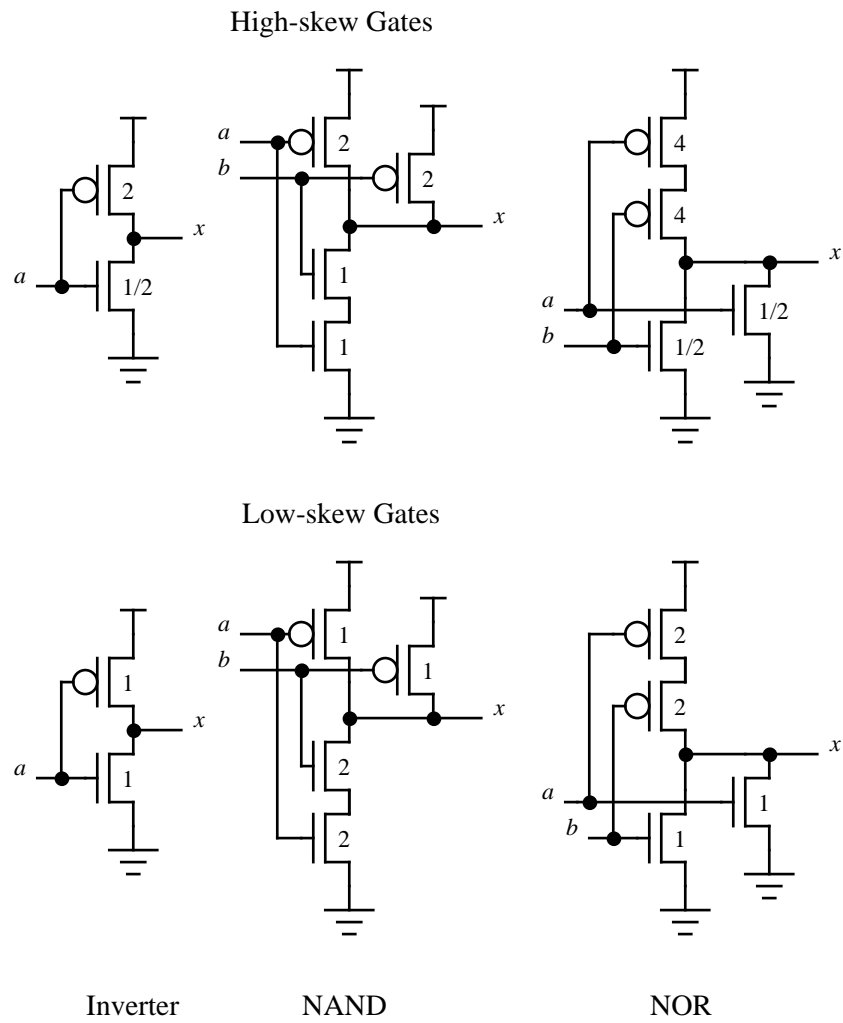 High-skew Gates
a
2
1/2
x
a
b
2
2
x
1
1
4
4
x
a
1/2
b
1/2
Low-skew Gates
a
1
1
x
a
b
1
1
x
2
2
2
2
x
a
1
b
1
Inverter NAND NOR